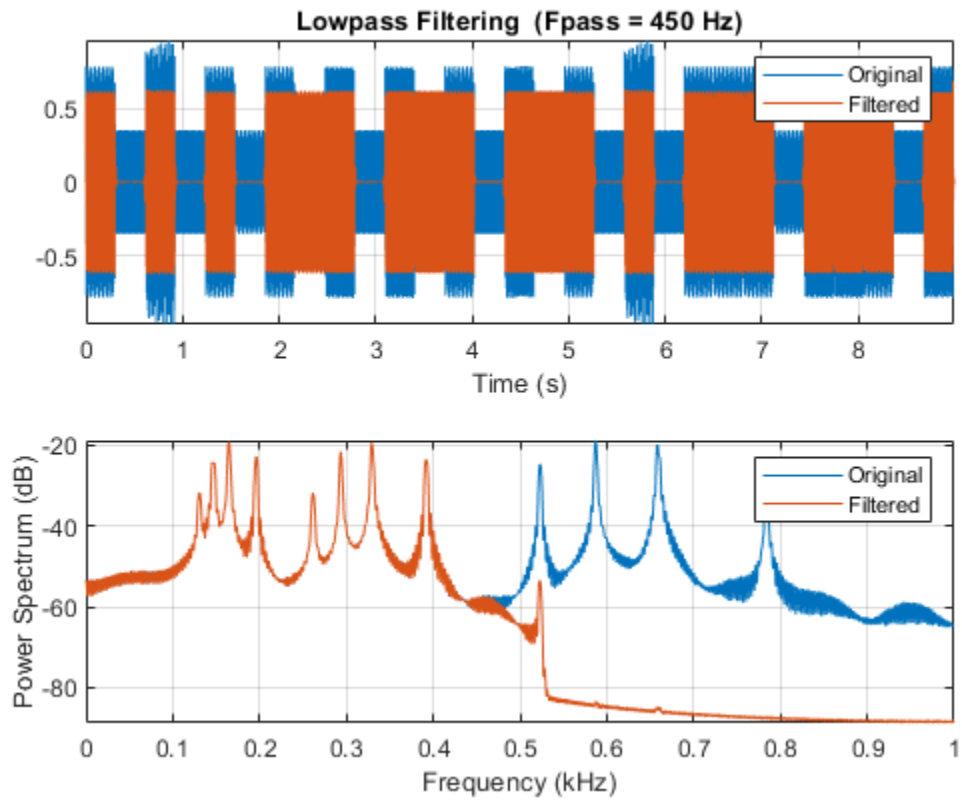 Lowpass Filtering (Fpass = 450 Hz)
Original
Filtered
0.5
0
-0.5
0 1 2 3 4 5 6 7 8
Time (s)
Power Spectrum (dB)
-20
-40
-60
-80
Original
Filtered
0 0.1 0.2 0.3 0.4 0.5 0.6 0.7 0.8 0.9 1
Frequency (kHz)